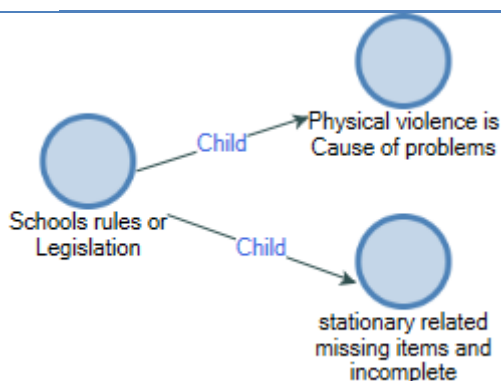 Physical violence is
Cause of problems
Child
Schools rules or
Legislation
Child
stationary related
missing items and
incomplete